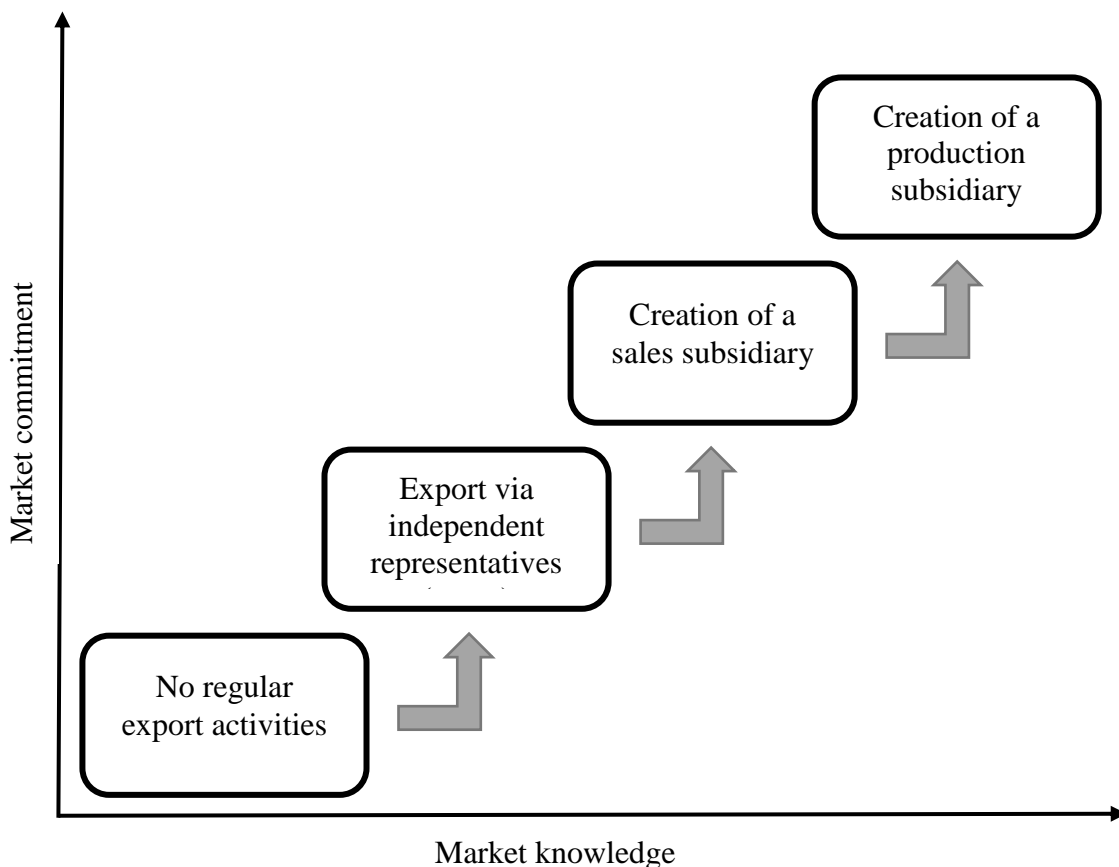 Creation of a
production
subsidiary
Creation of a
sales subsidiary
Export via
independent
representatives
No regular
export activities
Market commitment
Market knowledge